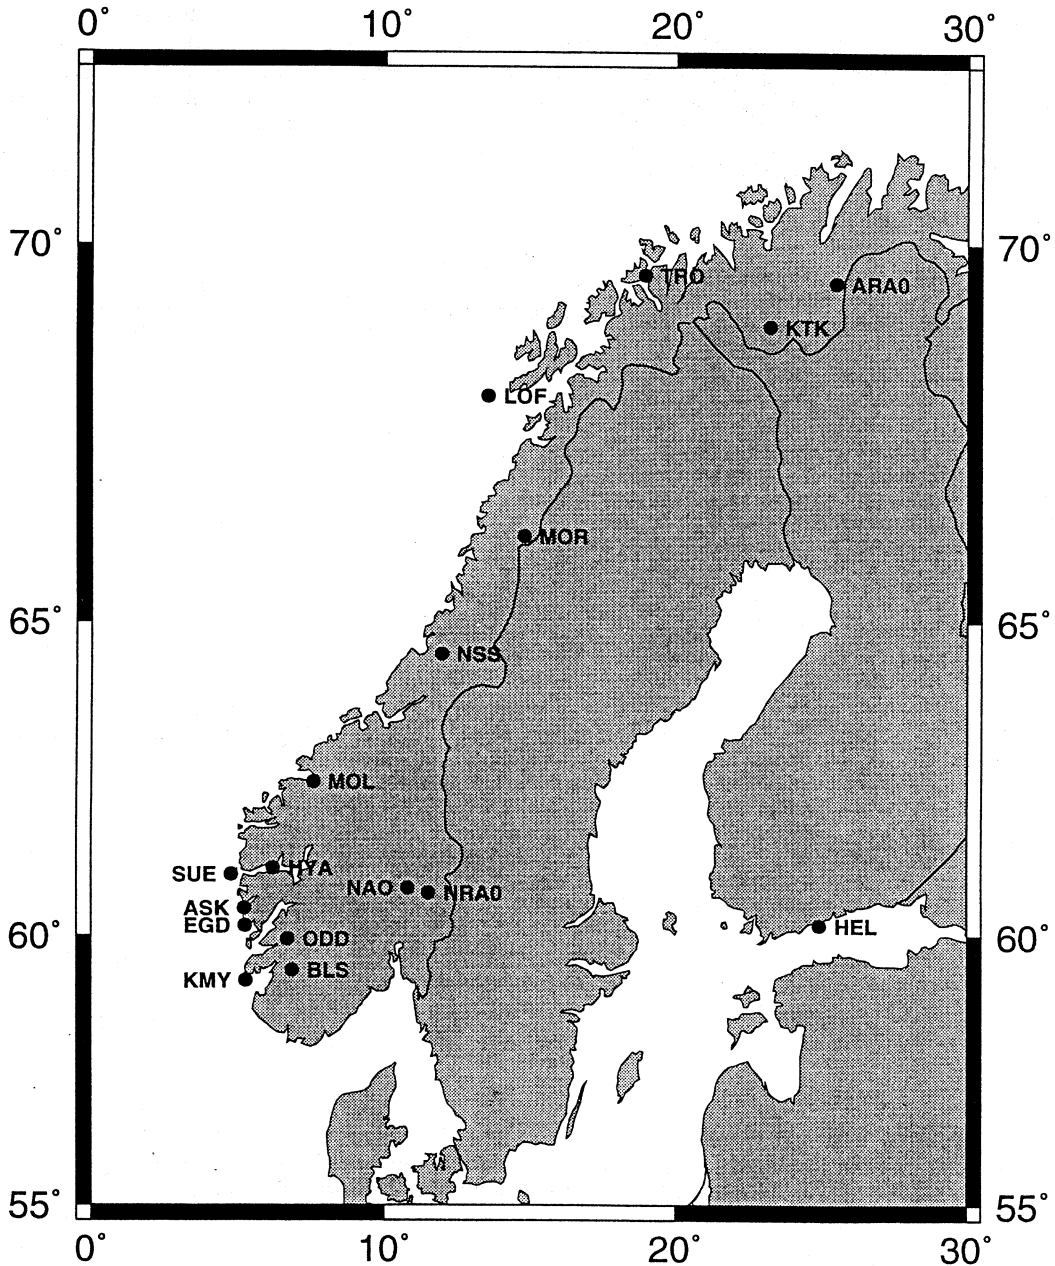 0° 10° 20° 30°
70° 70°
TRO
ARA0
KTK
LOF
MOR
65° 65°
NSS
MOL
HYA
SUE
NAO NRA0
ASK
EGD HEL
60° ODD 60°
BLS
KMY
55° 55°
0° 10° 20° 30°